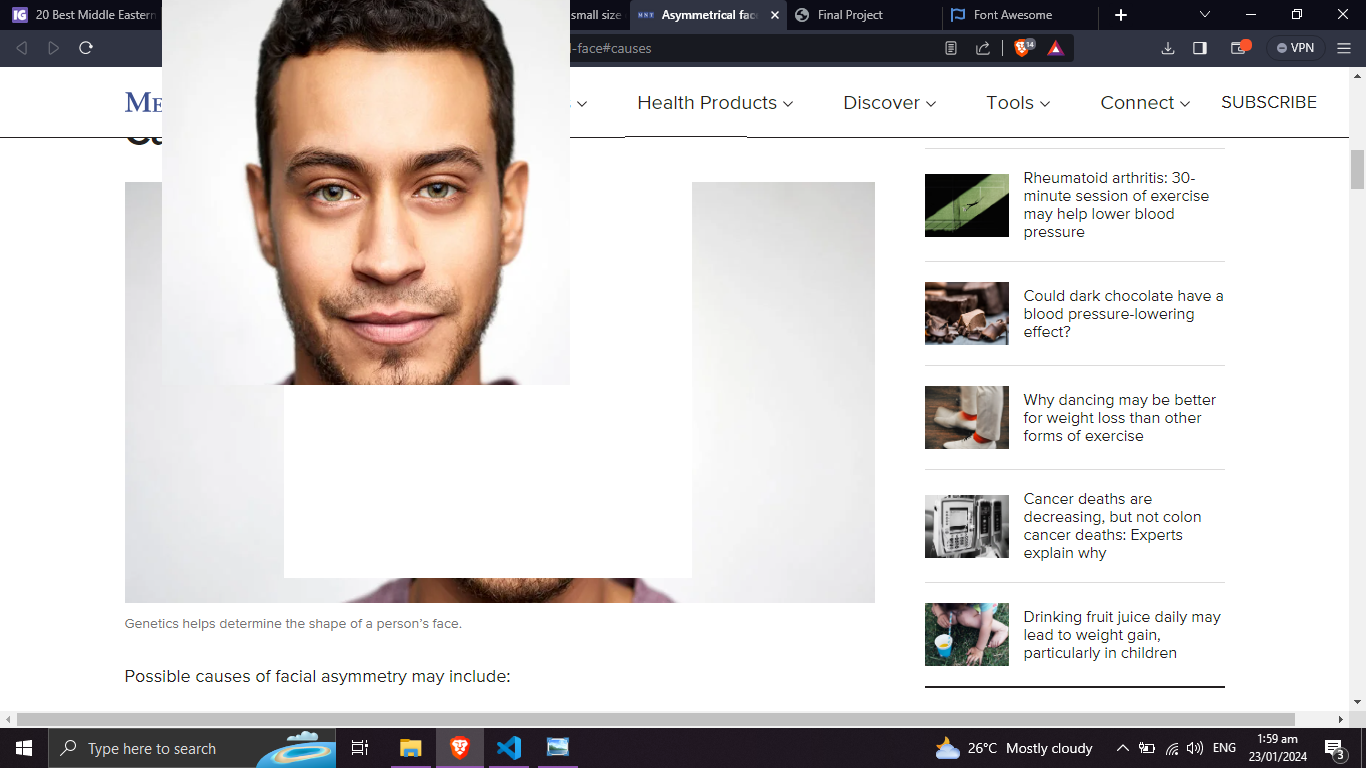 20 Best Middle Eastern
small size
MNT Asymmetrical fac
Final Project
Font Awesome
-face#causes
14
VPN
ME
Health Products
Discover
Tools
Connect
SUBSCRIBE
Ca
Rheumatoid arthritis: 30-
minute session of exercise
may help lower blood
pressure
Could dark chocolate have a
blood pressure-lowering
effect?
Why dancing may be better
for weight loss than other
forms of exercise
Cancer deaths are
decreasing, but not colon
cancer deaths: Experts
explain why
Drinking fruit juice daily may
lead to weight gain,
particularly in children
Genetics helps determine the shape of a person's face.
Possible causes of facial asymmetry may include:
Type here to search
26°C Mostly cloudy
ENG
1:59 am
23/01/2024
3